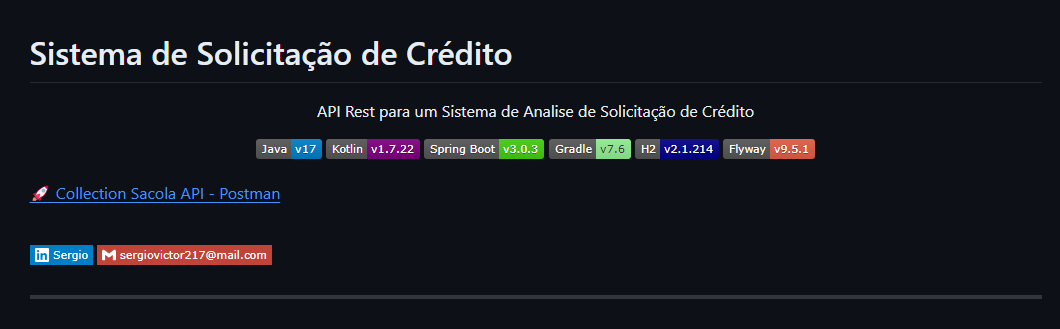 Sistema de Solicitação de Crédito
API Rest para um Sistema de Analise de Solicitação de Crédito
Java v17 Kotlin v1.7.22 Spring Boot v3.0.3 Gradle v7.6 H2 v2.1.214 Flyway v9.5.1
🚀 Collection Sacola API - Postman
in Sergio sergiovictor217@mail.com